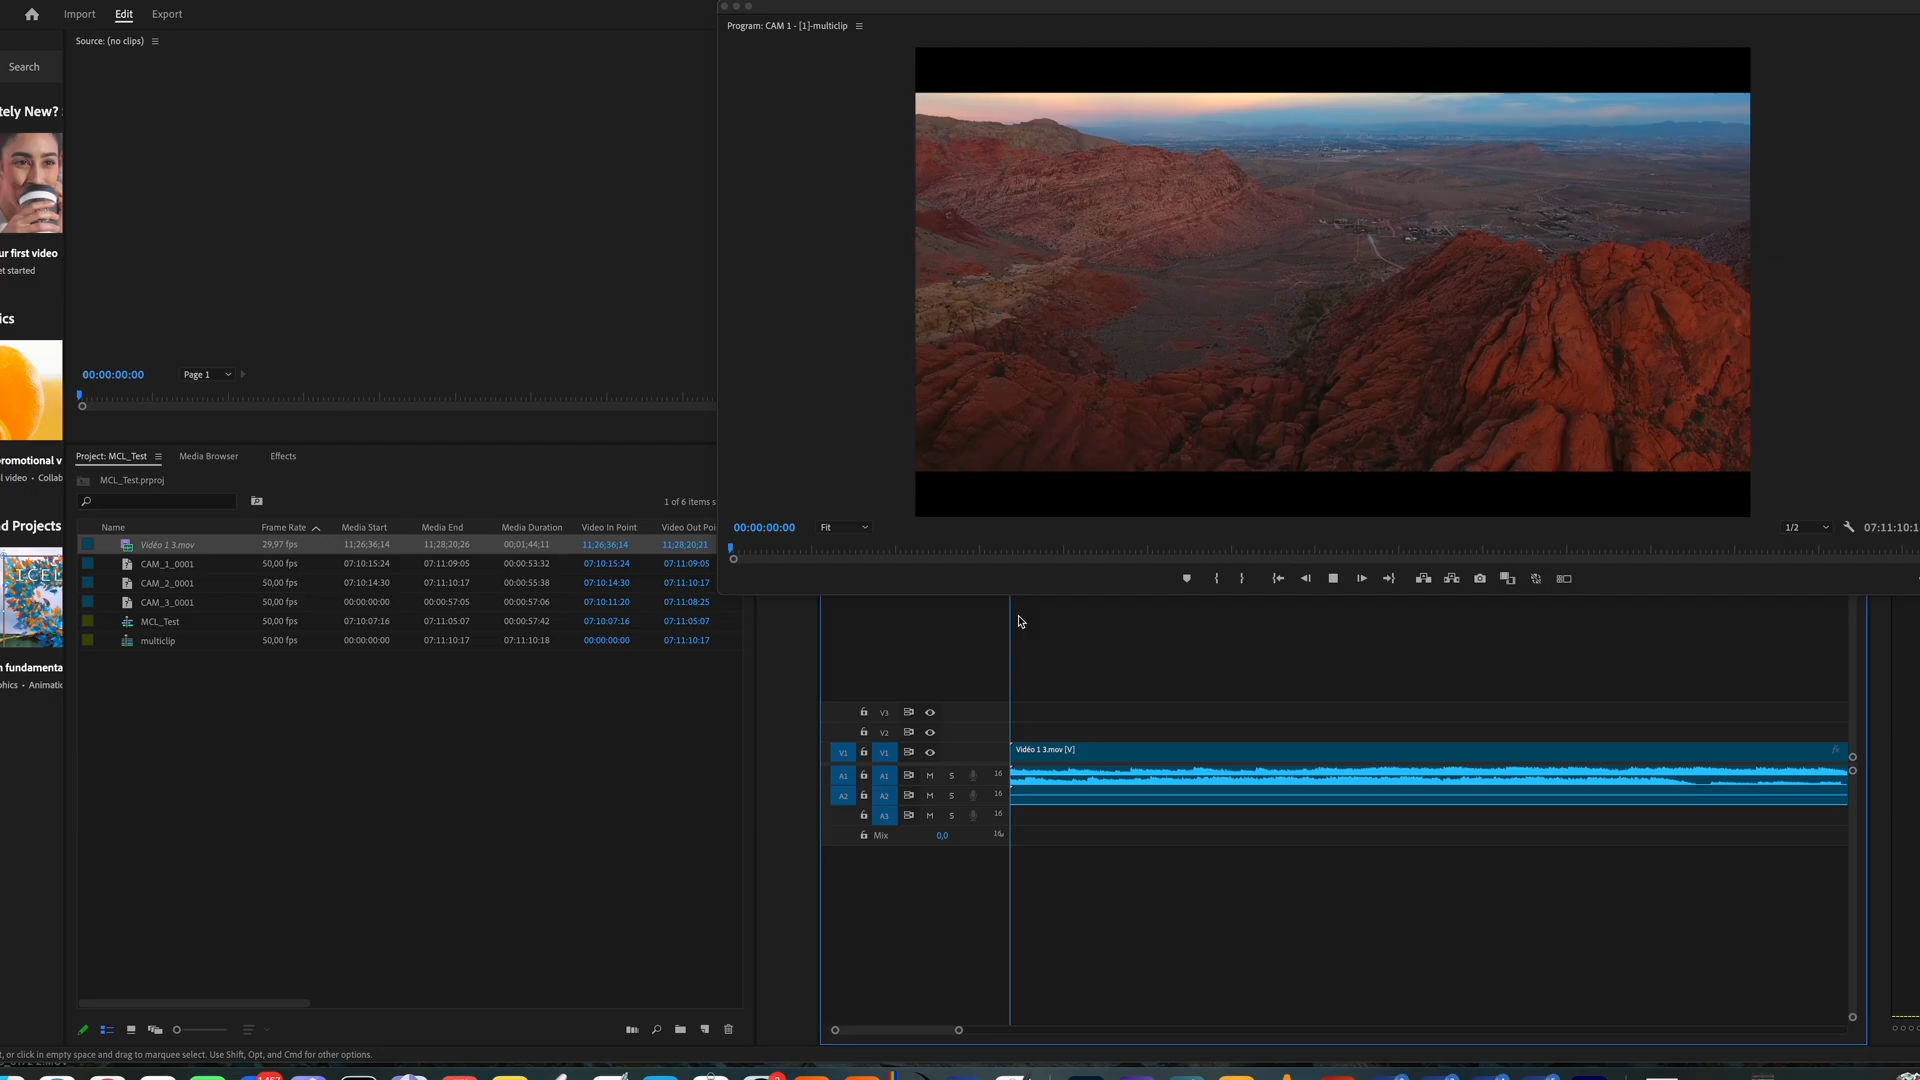 Import
Edit
Export
Source: (no clips)
Program: CAM 1 - [1]-multiclip
Search
tely New?
ur first video
et started
ics
romotional v
l video • Collab
d Projects
ICEL
n fundamenta
phics • Animatic
00:00:00:00
Page 1
Project: MCL_Test
Media Browser
Effects
MCL_Test.prproj
1 of 6 items s
Name Frame Rate Media Start Media End Media Duration Video In Point Video Out Poi
Vidéo 1 3.mov 29,97 fps 11;26;36;14 11;28;20;26 00;01;44;11 11;26;36;14 11;28;20;21
CAM_1_0001 50,00 fps 07:10:15:24 07:11:09:05 00:00:53:32 07:10:15:24 07:11:09:05
CAM_2_0001 50,00 fps 07:10:14:30 07:11:10:17 00:00:55:38 07:10:14:30 07:11:10:17
CAM_3_0001 50,00 fps 00:00:00:00 00:00:57:05 00:00:57:06 07:10:11:20 07:11:08:25
MCL_Test 50,00 fps 07:10:07:16 07:11:05:07 00:00:57:42 07:10:07:16 07:11:05:07
multiclip 50,00 fps 00:00:00:00 07:11:10:17 07:11:10:18 00:00:00:00 07:11:10:17
00:00:00:00
Fit
1/2
07:11:10:1
V3
V2
V1 V1
Vidéo 1 3.mov [V]
fx
A1 A1 M S 16
A2 A2 M S 16
A3 M S 16
Mix 0,0 16
t, or click in empty space and drag to marquee select. Use Shift, Opt, and Cmd for other options.